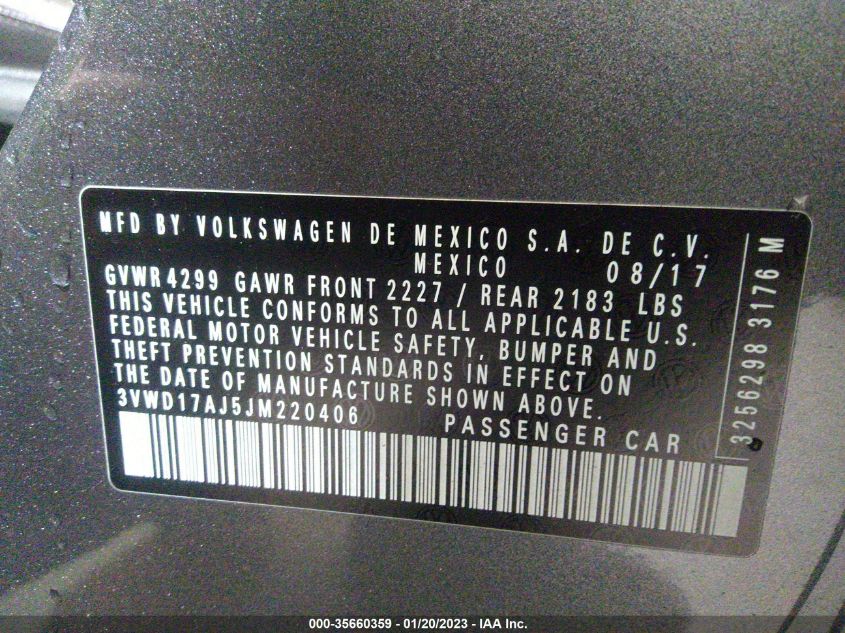 MFD BY VOLKSWAGEN DE MEXICO S.A. DE C.V.
MEXICO 08/17
GVWR 4299 GAWR FRONT 2227 / REAR 2183 LBS
THIS VEHICLE CONFORMS TO ALL APPLICABLE U.S.
FEDERAL MOTOR VEHICLE SAFETY, BUMPER AND
THEFT PREVENTION STANDARDS IN EFFECT ON
THE DATE OF MANUFACTURE SHOWN ABOVE.
3VWD17AJ5JM220406 PASSENGER CAR
3256298 3176 M
000-35660359 - 01/20/2023 - IAA Inc.